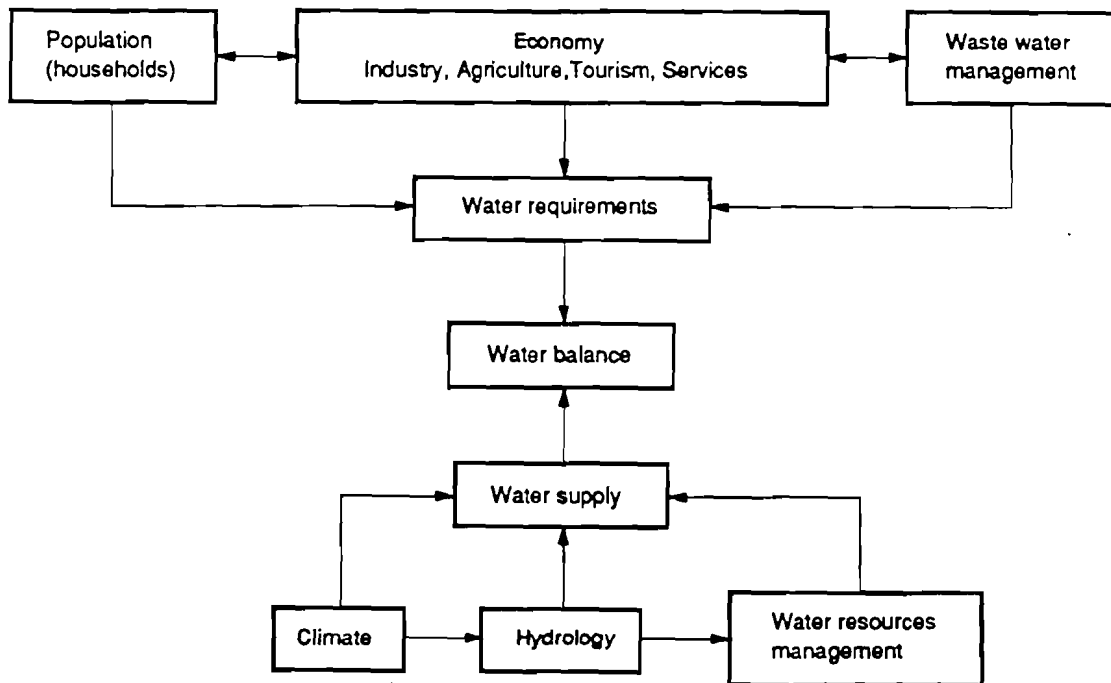 Population
(households)
Economy
Industry, Agriculture,Tourism, Services
Waste water
management
Water requirements
Water balance
Water supply
Climate
Hydrology
Water resources
management